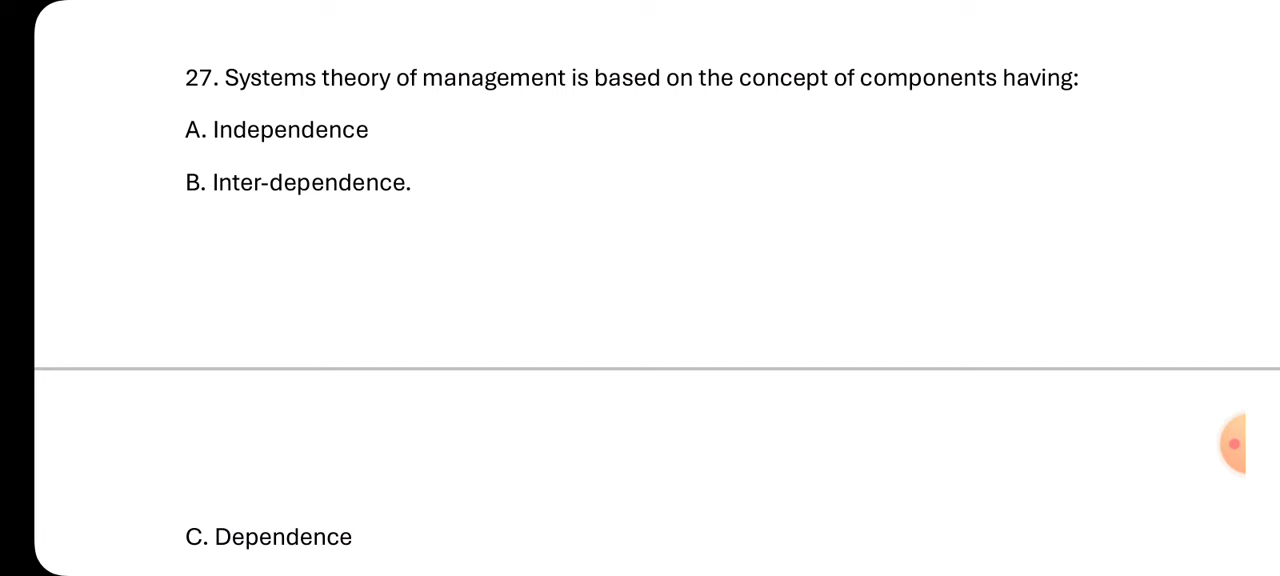 27. Systems theory of management is based on the concept of components having:
A. Independence
B. Inter-dependence.
C. Dependence